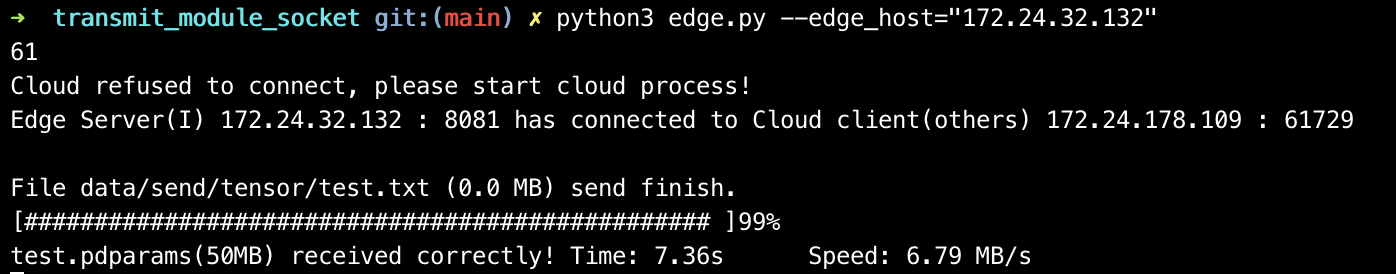 ➜  transmit_module_socket git:(main) ✗ python3 edge.py --edge_host="172.24.32.132"
61
Cloud refused to connect, please start cloud process!
Edge Server(I) 172.24.32.132 : 8081 has connected to Cloud client(others) 172.24.178.109 : 61729
File data/send/tensor/test.txt (0.0 MB) send finish.
[################################################# ]99%
test.pdparams(50MB) received correctly! Time: 7.36s      Speed: 6.79 MB/s